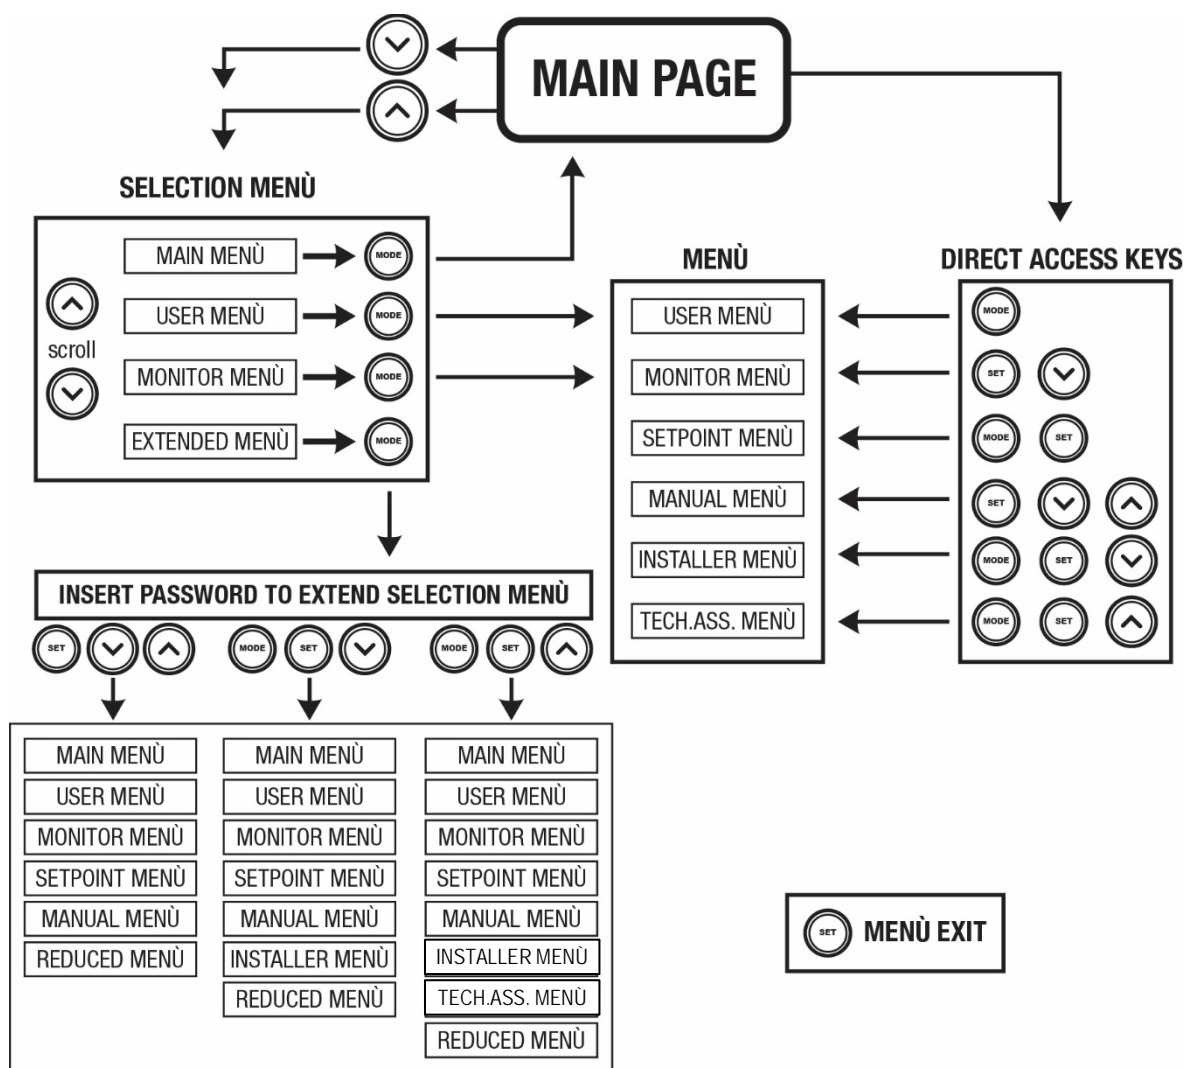 MAIN PAGE
SELECTION MENÙ
MAIN MENÙ MODE
USER MENÙ MODE
scroll
MONITOR MENÙ MODE
EXTENDED MENÙ MODE
MENÙ
USER MENÙ
MONITOR MENÙ
SETPOINT MENÙ
MANUAL MENÙ
INSTALLER MENÙ
TECH.ASS. MENÙ
DIRECT ACCESS KEYS
MODE
SET
MODE SET
SET
MODE SET
MODE SET
INSERT PASSWORD TO EXTEND SELECTION MENÙ
SET
MODE SET
MODE SET
MAIN MENÙ
USER MENÙ
MONITOR MENÙ
SETPOINT MENÙ
MANUAL MENÙ
REDUCED MENÙ
MAIN MENÙ
USER MENÙ
MONITOR MENÙ
SETPOINT MENÙ
MANUAL MENÙ
INSTALLER MENÙ
REDUCED MENÙ
MAIN MENÙ
USER MENÙ
MONITOR MENÙ
SETPOINT MENÙ
MANUAL MENÙ
INSTALLER MENÙ
TECH.ASS. MENÙ
REDUCED MENÙ
SET MENÙ EXIT